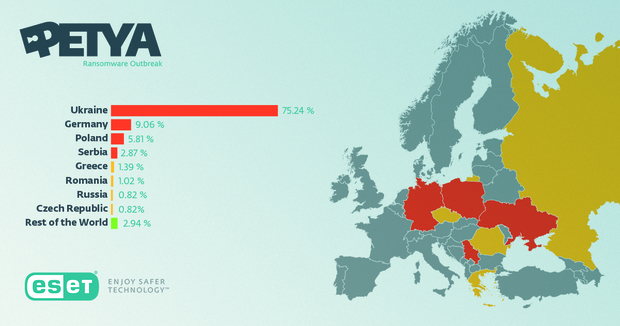 PETYA
Ransomware Outbreak
Ukraine 75.24 %
Germany 9.06 %
Poland 5.81 %
Serbia 2.87 %
Greece 1.39 %
Romania 1.02 %
Russia 0.82 %
Czech Republic 0.82%
Rest of the World 2.94 %
eseT® ENJOY SAFER
TECHNOLOGY™